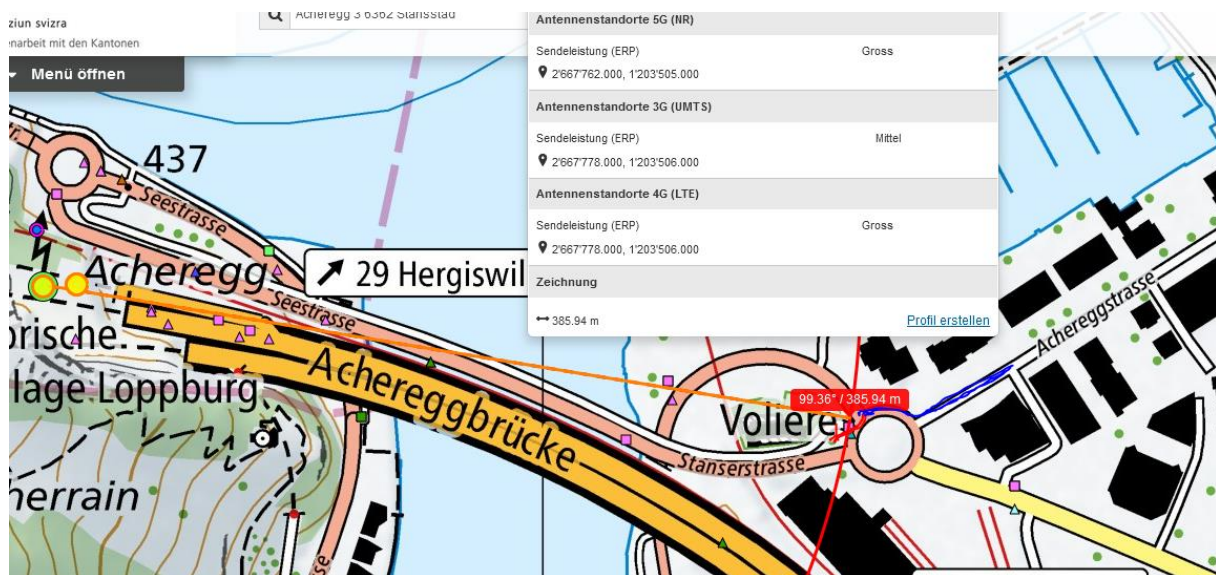 ziun svizra
enarbeit mit den Kantonen
Acheregg 3 6362 Stansstad
Menü öffnen
Antennenstandorte 5G (NR)
Sendeleistung (ERP) Gross
2'667'762.000, 1'203'505.000
Antennenstandorte 3G (UMTS)
Sendeleistung (ERP) Mittel
2'667'778.000, 1'203'506.000
Antennenstandorte 4G (LTE)
Sendeleistung (ERP) Gross
2'667'778.000, 1'203'506.000
Zeichnung
385.94 m Profil erstellen
437
Seestrasse
Acheregg
29 Hergiswil
Seestrasse
Achereggstrasse
orische
lage Loppburg
Achereggbrücke
99.36° / 385.94 m
Voliere
Stanserstrasse
herrain